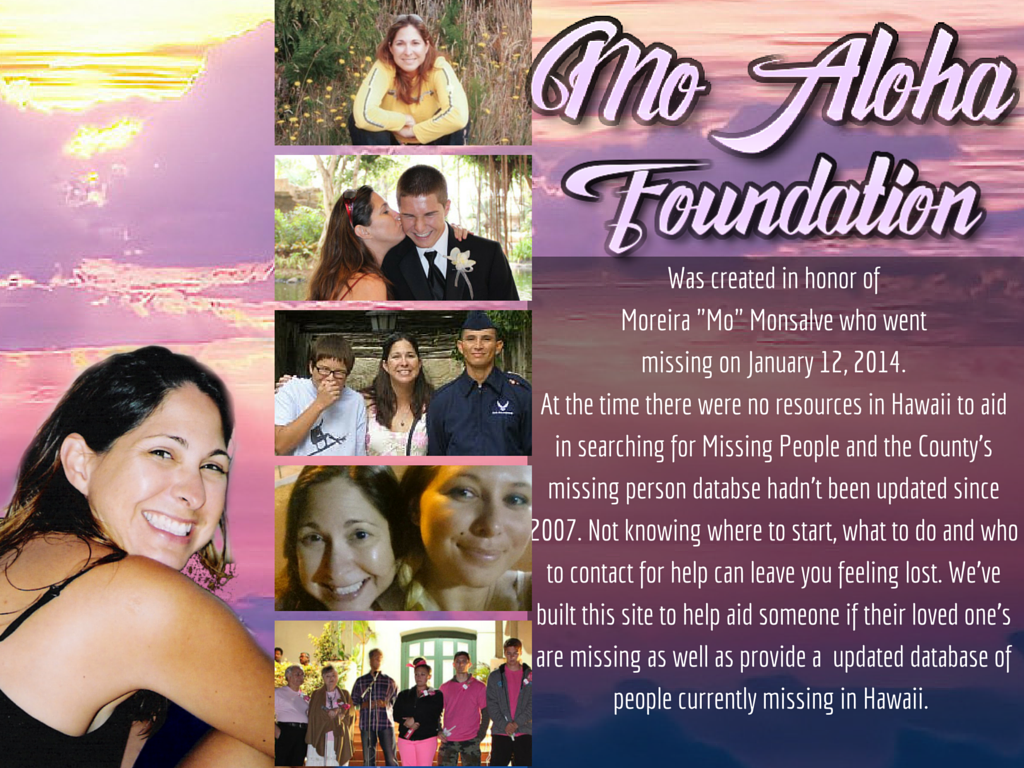 Mo Aloha
Foundation
Was created in honor of
Moreira "Mo" Monsalve who went
missing on January 12, 2014.
At the time there were no resources in Hawaii to aid
in searching for Missing People and the County's
missing person databse hadn't been updated since
2007. Not knowing where to start, what to do and who
to contact for help can leave you feeling lost. We've
built this site to help aid someone if their loved one's
are missing as well as provide a updated database of
people currently missing in Hawaii.